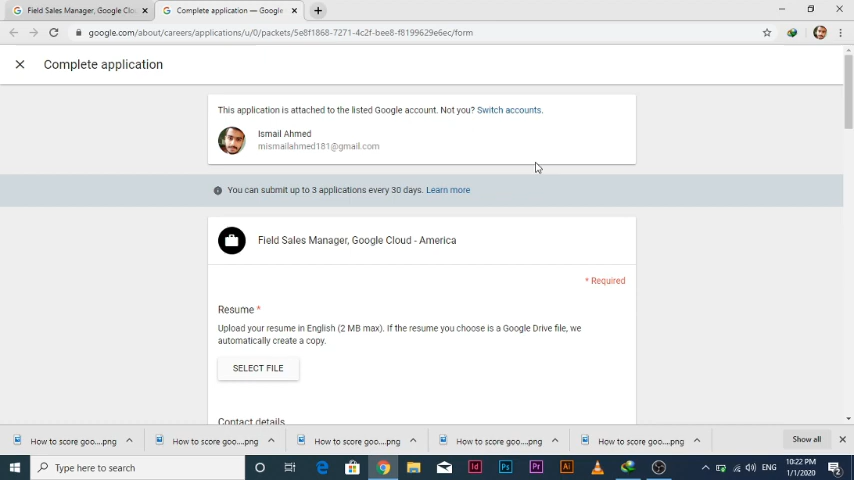 Field Sales Manager, Google Clou
Complete application — Google
google.com/about/careers/applications/u/0/packets/5e8f1868-7271-4c2f-bee8-f8199629e6ec/form
Complete application
This application is attached to the listed Google account. Not you? Switch accounts.
Ismail Ahmed
mismailahmed181@gmail.com
You can submit up to 3 applications every 30 days. Learn more
Field Sales Manager, Google Cloud - America
* Required
Resume *
Upload your resume in English (2 MB max). If the resume you choose is a Google Drive file, we
automatically create a copy.
SELECT FILE
Contact details
How to score goo....png
How to score goo....png
How to score goo....png
How to score goo....png
How to score goo....png
Show all
Type here to search
Id
Ps
Pr
Ai
ENG
10:22 PM
1/1/2020
2